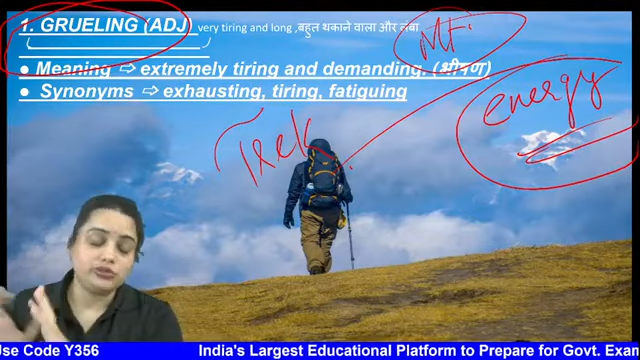 1. GRUELING (ADJ) very tiring and long ,बहुत थकाने वाला और लंबा
● Meaning ⇨ extremely tiring and demanding. (भीषण)
● Synonyms ⇨ exhausting, tiring, fatiguing
energy
Trek
Use Code Y356 India's Largest Educational Platform to Prepare for Govt. Exam